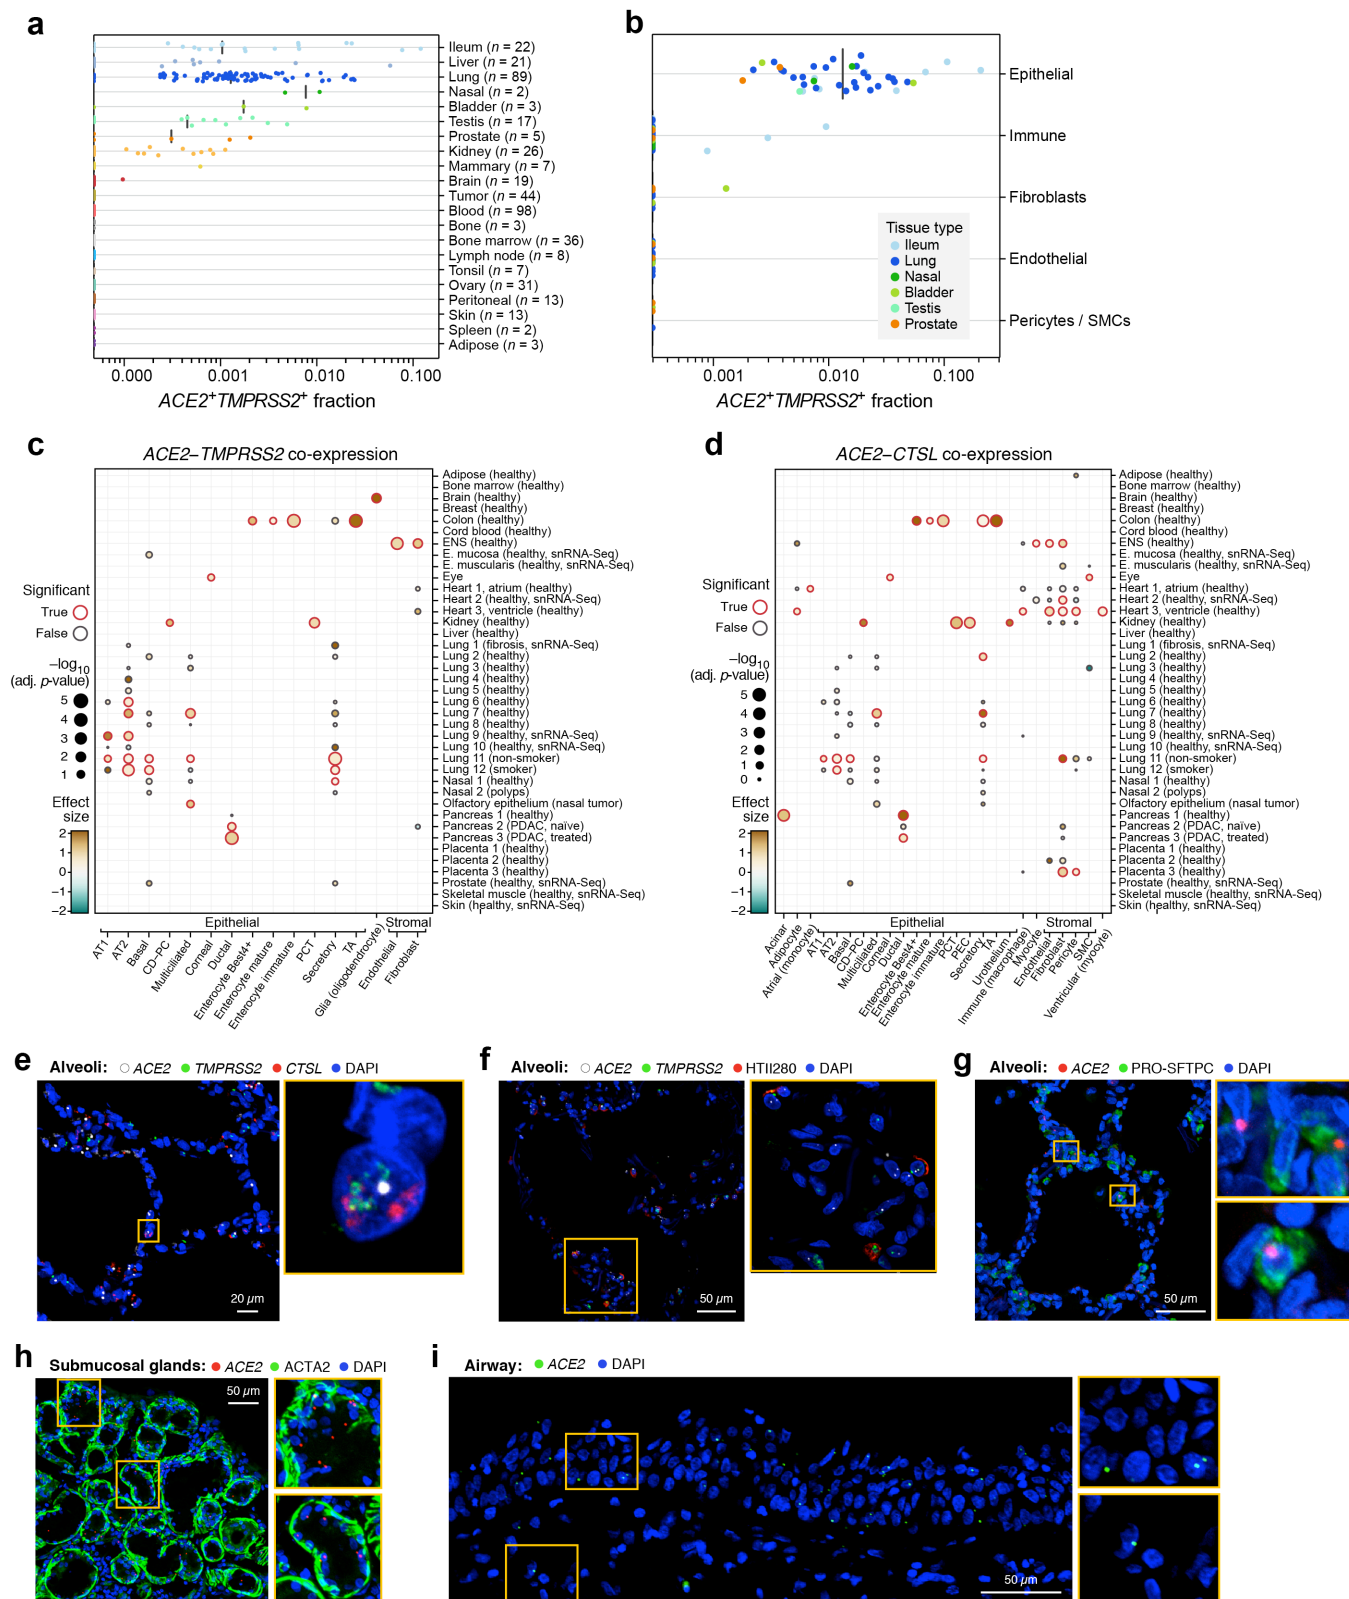 a
Ileum (n = 22)
Liver (n = 21)
Lung (n = 89)
Nasal (n = 2)
Bladder (n = 3)
Testis (n = 17)
Prostate (n = 5)
Kidney (n = 26)
Mammary (n = 7)
Brain (n = 19)
Tumor (n = 44)
Blood (n = 98)
Bone (n = 3)
Bone marrow (n = 36)
Lymph node (n = 8)
Tonsil (n = 7)
Ovary (n = 31)
Peritoneal (n = 13)
Skin (n = 13)
Spleen (n = 2)
Adipose (n = 3)
0.000 0.001 0.010 0.100
ACE2⁺TMPRSS2⁺ fraction
b
Epithelial
Immune
Fibroblasts
Endothelial
Pericytes / SMCs
Tissue type
Ileum
Lung
Nasal
Bladder
Testis
Prostate
0.001 0.010 0.100
ACE2⁺TMPRSS2⁺ fraction
c
ACE2–TMPRSS2 co-expression
Adipose (healthy)
Bone marrow (healthy)
Brain (healthy)
Breast (healthy)
Colon (healthy)
Cord blood (healthy)
ENS (healthy)
E. mucosa (healthy, snRNA-Seq)
E. muscularis (healthy, snRNA-Seq)
Eye
Heart 1, atrium (healthy)
Heart 2 (healthy, snRNA-Seq)
Heart 3, ventricle (healthy)
Kidney (healthy)
Liver (healthy)
Lung 1 (fibrosis, snRNA-Seq)
Lung 2 (healthy)
Lung 3 (healthy)
Lung 4 (healthy)
Lung 5 (healthy)
Lung 6 (healthy)
Lung 7 (healthy)
Lung 8 (healthy)
Lung 9 (healthy, snRNA-Seq)
Lung 10 (healthy, snRNA-Seq)
Lung 11 (non-smoker)
Lung 12 (smoker)
Nasal 1 (healthy)
Nasal 2 (polyps)
Olfactory epithelium (nasal tumor)
Pancreas 1 (healthy)
Pancreas 2 (PDAC, naïve)
Pancreas 3 (PDAC, treated)
Placenta 1 (healthy)
Placenta 2 (healthy)
Placenta 3 (healthy)
Prostate (healthy, snRNA-Seq)
Skeletal muscle (healthy, snRNA-Seq)
Skin (healthy, snRNA-Seq)
Significant
True
False
–log10
(adj. p-value)
5
4
3
2
1
Effect
size
2
1
0
−1
−2
Epithelial
Stromal
AT1
AT2
Basal
CD–PC
Multiciliated
Corneal
Ductal
Enterocyte Best4+
Enterocyte mature
Enterocyte immature
PCT
Secretory
TA
Glia (oligodendrocyte)
Endothelial
Fibroblast
d
ACE2–CTSL co-expression
Adipose (healthy)
Bone marrow (healthy)
Brain (healthy)
Breast (healthy)
Colon (healthy)
Cord blood (healthy)
ENS (healthy)
E. mucosa (healthy, snRNA-Seq)
E. muscularis (healthy, snRNA-Seq)
Eye
Heart 1, atrium (healthy)
Heart 2 (healthy, snRNA-Seq)
Heart 3, ventricle (healthy)
Kidney (healthy)
Liver (healthy)
Lung 1 (fibrosis, snRNA-Seq)
Lung 2 (healthy)
Lung 3 (healthy)
Lung 4 (healthy)
Lung 5 (healthy)
Lung 6 (healthy)
Lung 7 (healthy)
Lung 8 (healthy)
Lung 9 (healthy, snRNA-Seq)
Lung 10 (healthy, snRNA-Seq)
Lung 11 (non-smoker)
Lung 12 (smoker)
Nasal 1 (healthy)
Nasal 2 (polyps)
Olfactory epithelium (nasal tumor)
Pancreas 1 (healthy)
Pancreas 2 (PDAC, naïve)
Pancreas 3 (PDAC, treated)
Placenta 1 (healthy)
Placenta 2 (healthy)
Placenta 3 (healthy)
Prostate (healthy, snRNA-Seq)
Skeletal muscle (healthy, snRNA-Seq)
Skin (healthy, snRNA-Seq)
Significant
True
False
–log10
(adj. p-value)
5
4
3
2
1
0
Effect
size
2
1
0
−1
−2
Epithelial
Stromal
Acinar
Adipocyte
Atrial (monocyte)
AT1
AT2
Basal
CD–PC
Multiciliated
Corneal
Ductal
Enterocyte Best4+
Enterocyte mature
Enterocyte immature
PCT
PEC
Secretory
TA
Urothelium
Immune (macrophage)
Myocyte
Endothelial
Fibroblast
Pericyte
SMC
Ventricular (myocyte)
e
Alveoli: ACE2 TMPRSS2 CTSL DAPI
20 µm
f
Alveoli: ACE2 TMPRSS2 HTII280 DAPI
50 µm
g
Alveoli: ACE2 PRO-SFTPC DAPI
50 µm
h
Submucosal glands: ACE2 ACTA2 DAPI
50 µm
i
Airway: ACE2 DAPI
50 µm